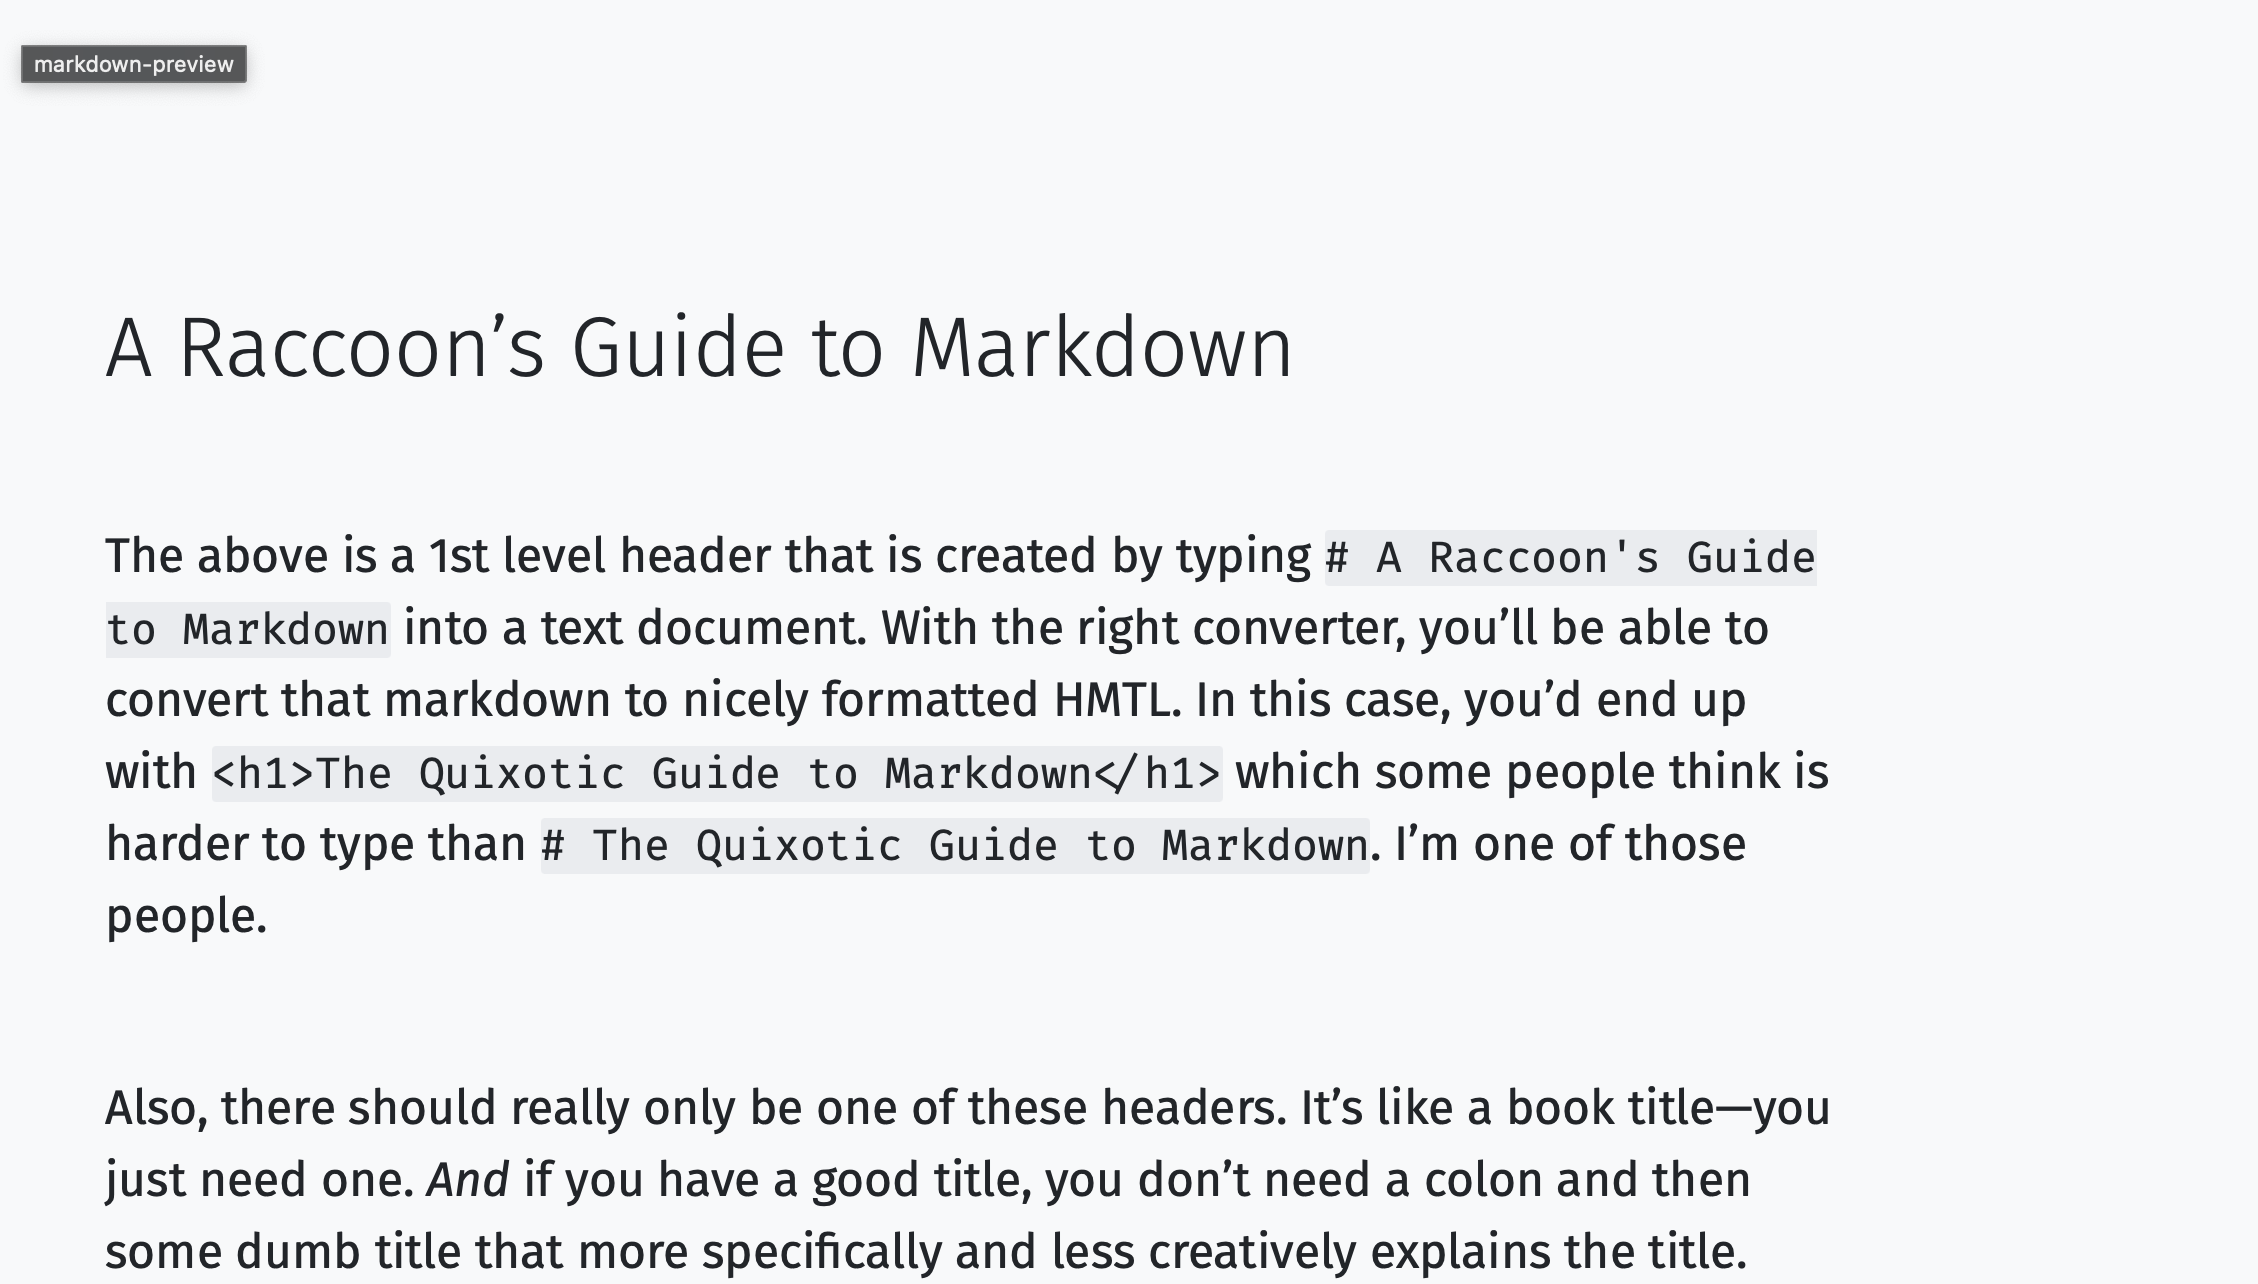 markdown-preview
A Raccoon’s Guide to Markdown
The above is a 1st level header that is created by typing # A Raccoon's Guide
to Markdown into a text document. With the right converter, you’ll be able to
convert that markdown to nicely formatted HMTL. In this case, you’d end up
with <h1>The Quixotic Guide to Markdown</h1> which some people think is
harder to type than # The Quixotic Guide to Markdown. I’m one of those
people.
Also, there should really only be one of these headers. It’s like a book title—you
just need one. And if you have a good title, you don’t need a colon and then
some dumb title that more specifically and less creatively explains the title.